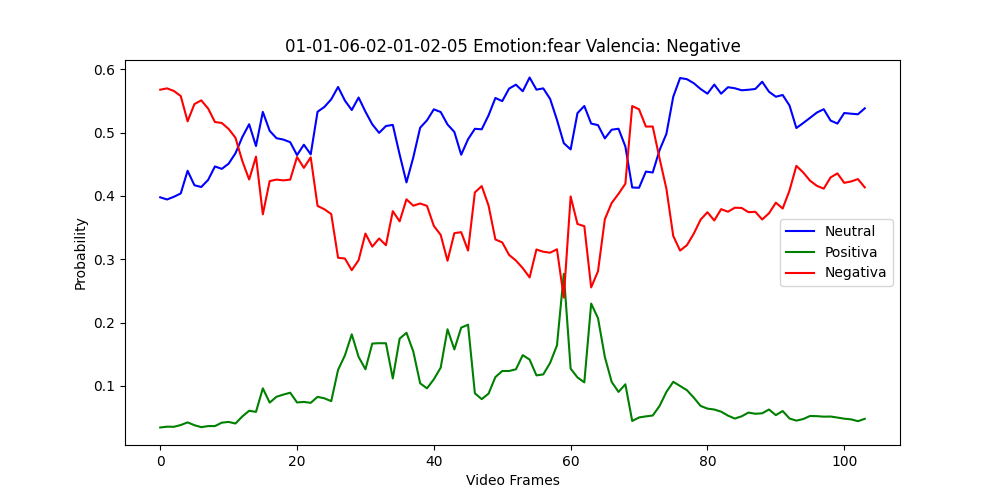 01-01-06-02-01-02-05 Emotion:fear Valencia: Negative
0.6
0.5
0.4
0.3
0.2
0.1
Probability
Neutral
Positiva
Negativa
0 20 40 60 80 100
Video Frames